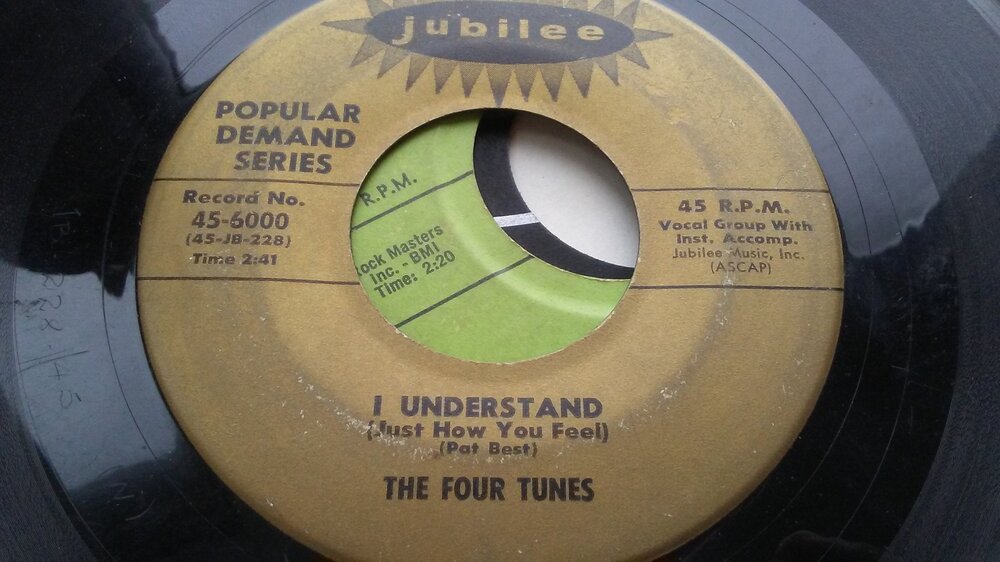 jubilee
POPULAR
DEMAND
SERIES
Record No.
45-6000
(45-JB-228)
Time 2:41
R.P.M.
ock Masters
Inc. - BMI
Time: 2:20
45 R.P.M.
Vocal Group With
Inst. Accomp.
Jubilee Music, Inc.
(ASCAP)
I UNDERSTAND
(Just How You Feel)
(Pat Best)
THE FOUR TUNES